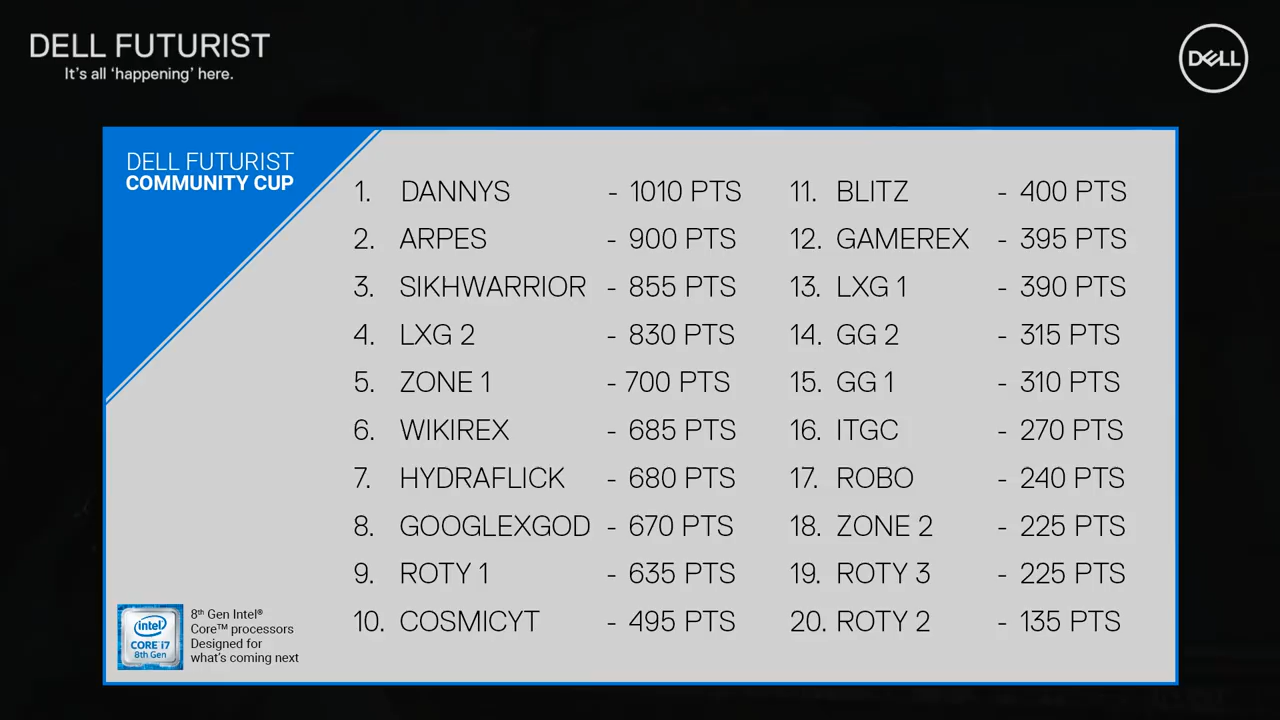 DELL FUTURIST
It's all 'happening' here.
DELL
DELL FUTURIST
COMMUNITY CUP
1. DANNYS - 1010 PTS
2. ARPES - 900 PTS
3. SIKHWARRIOR - 855 PTS
4. LXG 2 - 830 PTS
5. ZONE 1 - 700 PTS
6. WIKIREX - 685 PTS
7. HYDRAFLICK - 680 PTS
8. GOOGLEXGOD - 670 PTS
9. ROTY 1 - 635 PTS
10. COSMICYT - 495 PTS
11. BLITZ - 400 PTS
12. GAMEREX - 395 PTS
13. LXG 1 - 390 PTS
14. GG 2 - 315 PTS
15. GG 1 - 310 PTS
16. ITGC - 270 PTS
17. ROBO - 240 PTS
18. ZONE 2 - 225 PTS
19. ROTY 3 - 225 PTS
20. ROTY 2 - 135 PTS
intel
CORE i7
8th Gen
8th Gen Intel®
Core™ processors
Designed for
what's coming next